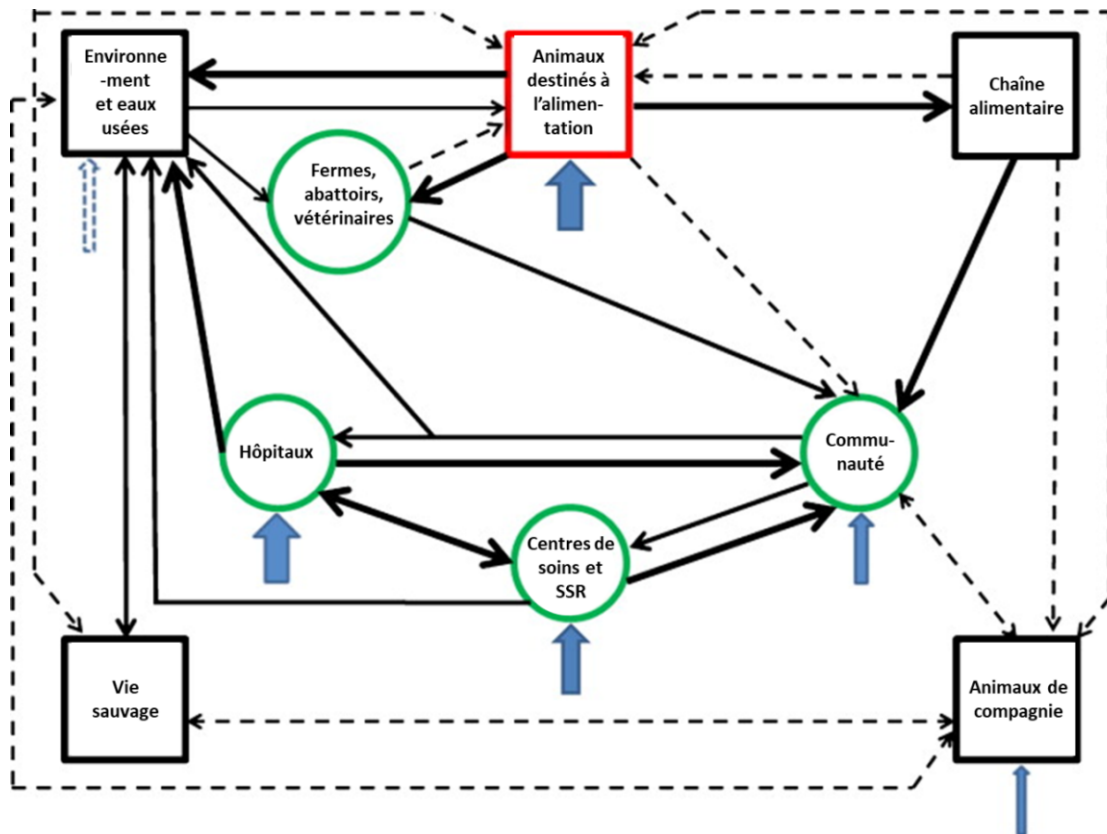 Environne
-ment
et eaux
usées
Animaux
destinés à
l'alimen-
tation
Chaîne
alimentaire
Fermes,
abattoirs,
vétérinaires
Hôpitaux
Commu-
nauté
Centres de
soins et
SSR
Vie
sauvage
Animaux de
compagnie